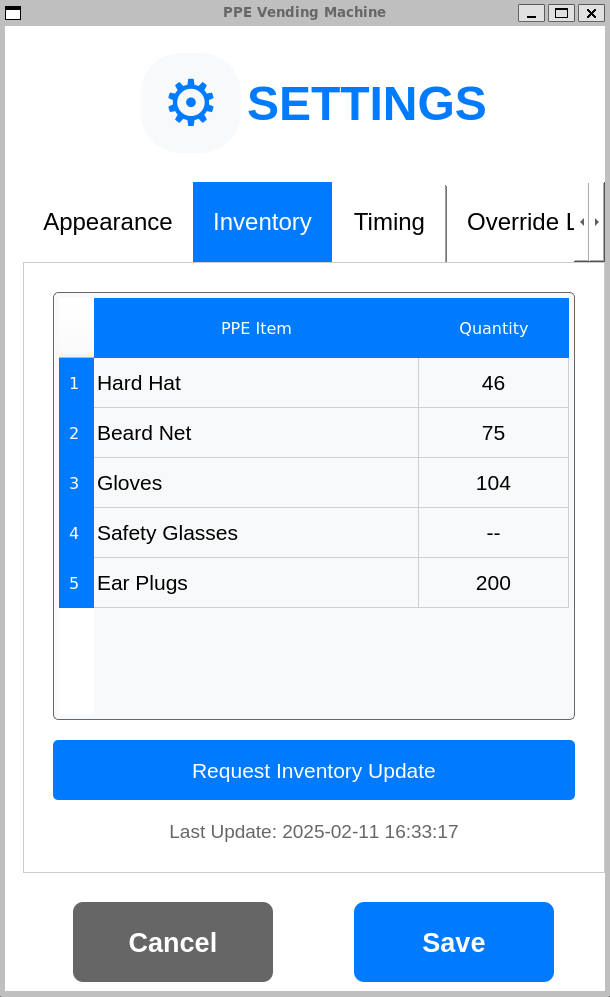 PPE Vending Machine
SETTINGS
Appearance Inventory Timing Override
PPE Item Quantity
1 Hard Hat 46
2 Beard Net 75
3 Gloves 104
4 Safety Glasses --
5 Ear Plugs 200
Request Inventory Update
Last Update: 2025-02-11 16:33:17
Cancel Save